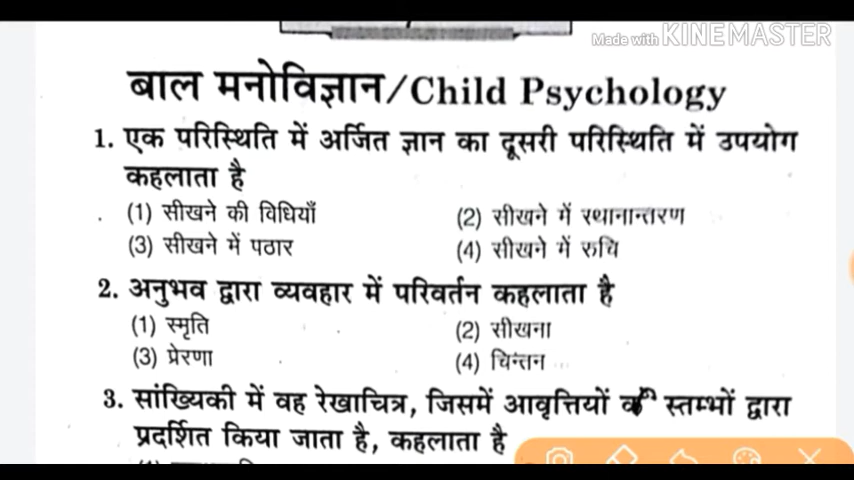 Made with KINEMASTER
बाल मनोविज्ञान/Child Psychology
1. एक परिस्थिति में अर्जित ज्ञान का दूसरी परिस्थिति में उपयोग
कहलाता है
(1) सीखने की विधियाँ (2) सीखने में स्थानान्तरण
(3) सीखने में पठार (4) सीखने में रुचि
2. अनुभव द्वारा व्यवहार में परिवर्तन कहलाता है
(1) स्मृति (2) सीखना
(3) प्रेरणा (4) चिन्तन
3. सांख्यिकी में वह रेखाचित्र, जिसमें आवृत्तियों को स्तम्भों द्वारा
प्रदर्शित किया जाता है, कहलाता है